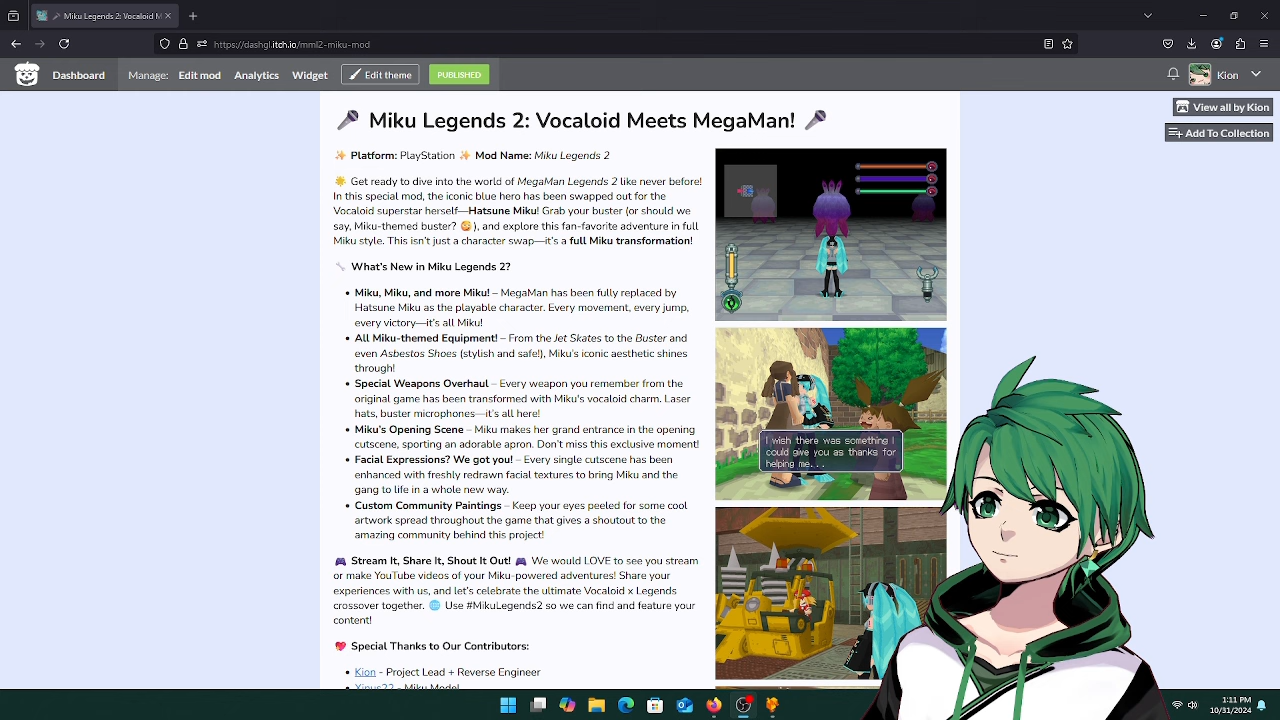 Miku Legends 2: Vocaloid M
https://dashgl.itch.io/mml2-miku-mod
Dashboard
Manage:
Edit mod
Analytics
Widget
Edit theme
PUBLISHED
Kion
View all by Kion
Add To Collection
🎤 Miku Legends 2: Vocaloid Meets MegaMan! 🎤
✨ Platform: PlayStation ✨ Mod Name: Miku Legends 2
🌟 Get ready to dive into the world of MegaMan Legends 2 like never before!
In this special mod, the iconic blue hero has been swapped out for the
Vocaloid superstar herself—Hatsune Miku! Grab your buster (or should we
say, Miku-themed buster? 😏), and explore this fan-favorite adventure in full
Miku style. This isn't just a character swap—it's a full Miku transformation!
🔧 What's New in Miku Legends 2?
• Miku, Miku, and more Miku! – MegaMan has been fully replaced by
Hatsune Miku as the playable character. Every movement, every jump,
every victory—it's all Miku!
• All Miku-themed Equipment! – From the Jet Skates to the Buster and
even Asbestos Shoes (stylish and safe!), Miku's iconic aesthetic shines
through!
• Special Weapons Overhaul – Every weapon you remember from the
original game has been transformed with Miku's vocaloid charm. Laser
hats, buster microphones—it's all here!
• Miku's Opening Scene – Miku makes her grand entrance in the opening
cutscene, sporting an adorable apron. Don't miss this exclusive moment!
• Facial Expressions? We got you! – Every single cutscene has been
enhanced with freshly redrawn facial textures to bring Miku and the
gang to life in a whole new way.
• Custom Community Paintings – Keep your eyes peeled for some cool
artwork spread throughout the game that gives a shoutout to the
amazing community behind this project!
🎮 Stream It, Share It, Shout It Out! 🎮 We would LOVE to see you stream
or make YouTube videos of your Miku-powered adventures! Share your
experiences with us, and let's celebrate the ultimate Vocaloid x Legends
crossover together. 🌐 Use #MikuLegends2 so we can find and feature your
content!
💖 Special Thanks to Our Contributors:
• Kion - Project Lead + Reverse Engineer
• Xinus22 - Miku Model
I wish there was something I
could give you as thanks for
helping me...
1:11 PM
10/31/2024